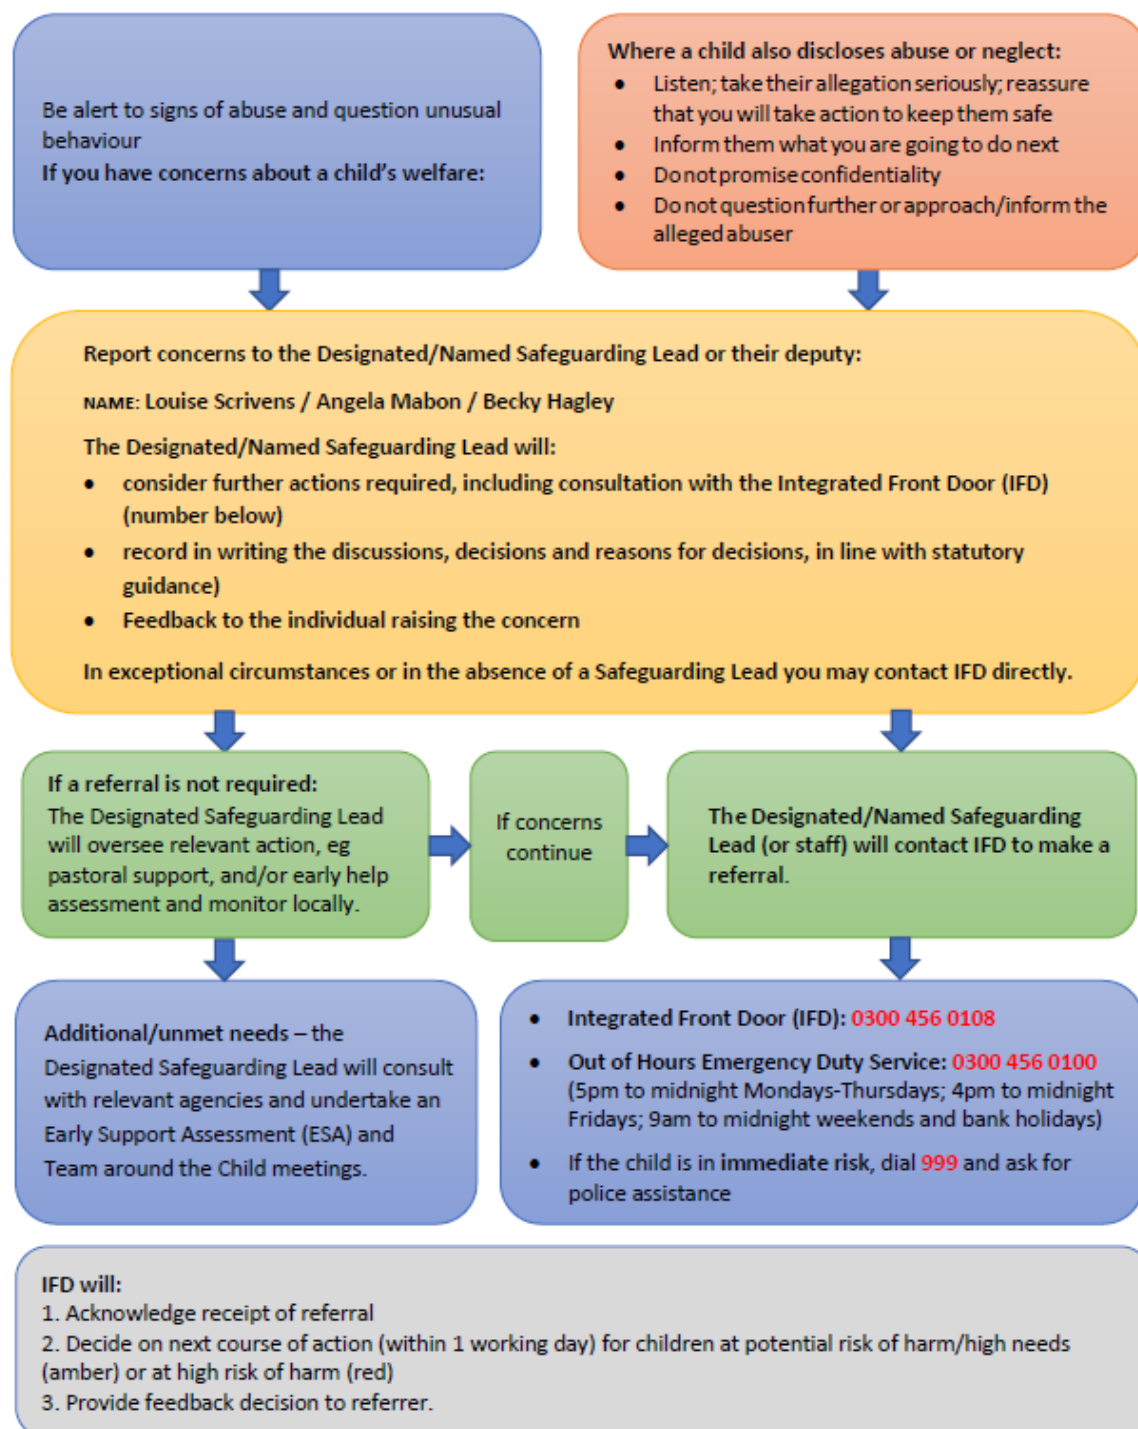 Be alert to signs of abuse and question unusual
behaviour
If you have concerns about a child's welfare:
Where a child also discloses abuse or neglect:
• Listen; take their allegation seriously; reassure
that you will take action to keep them safe
• Inform them what you are going to do next
• Do not promise confidentiality
• Do not question further or approach/inform the
alleged abuser
Report concerns to the Designated/Named Safeguarding Lead or their deputy:
NAME: Louise Scrivens / Angela Mabon / Becky Hagley
The Designated/Named Safeguarding Lead will:
• consider further actions required, including consultation with the Integrated Front Door (IFD)
(number below)
• record in writing the discussions, decisions and reasons for decisions, in line with statutory
guidance)
• Feedback to the individual raising the concern
In exceptional circumstances or in the absence of a Safeguarding Lead you may contact IFD directly.
If a referral is not required:
The Designated Safeguarding Lead
will oversee relevant action, eg
pastoral support, and/or early help
assessment and monitor locally.
If concerns
continue
The Designated/Named Safeguarding
Lead (or staff) will contact IFD to make a
referral.
Additional/unmet needs – the
Designated Safeguarding Lead will consult
with relevant agencies and undertake an
Early Support Assessment (ESA) and
Team around the Child meetings.
• Integrated Front Door (IFD): 0300 456 0108
• Out of Hours Emergency Duty Service: 0300 456 0100
(5pm to midnight Mondays-Thursdays; 4pm to midnight
Fridays; 9am to midnight weekends and bank holidays)
• If the child is in immediate risk, dial 999 and ask for
police assistance
IFD will:
1. Acknowledge receipt of referral
2. Decide on next course of action (within 1 working day) for children at potential risk of harm/high needs
(amber) or at high risk of harm (red)
3. Provide feedback decision to referrer.